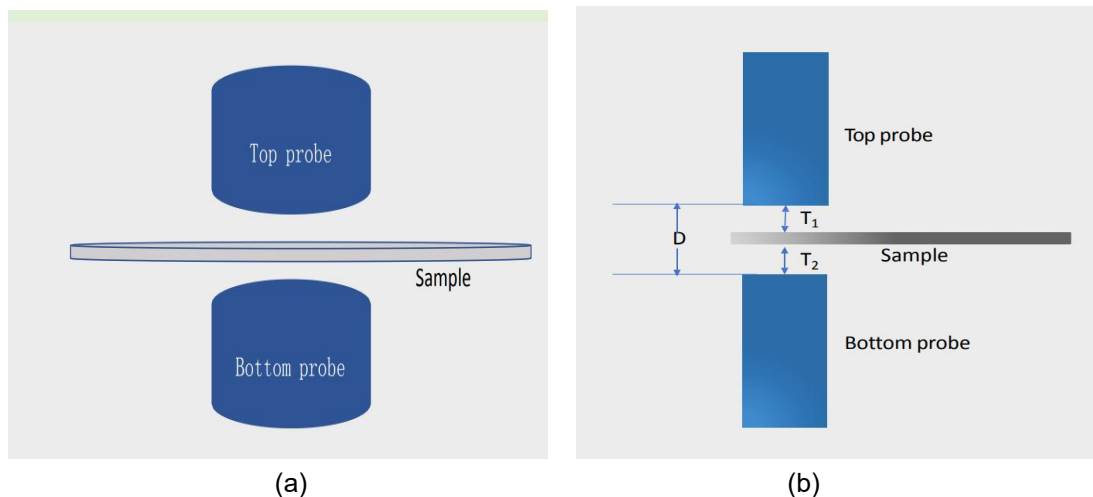 Top probe
Sample
Bottom probe
(a)
Top probe
T₁
D
Sample
T₂
Bottom probe
(b)